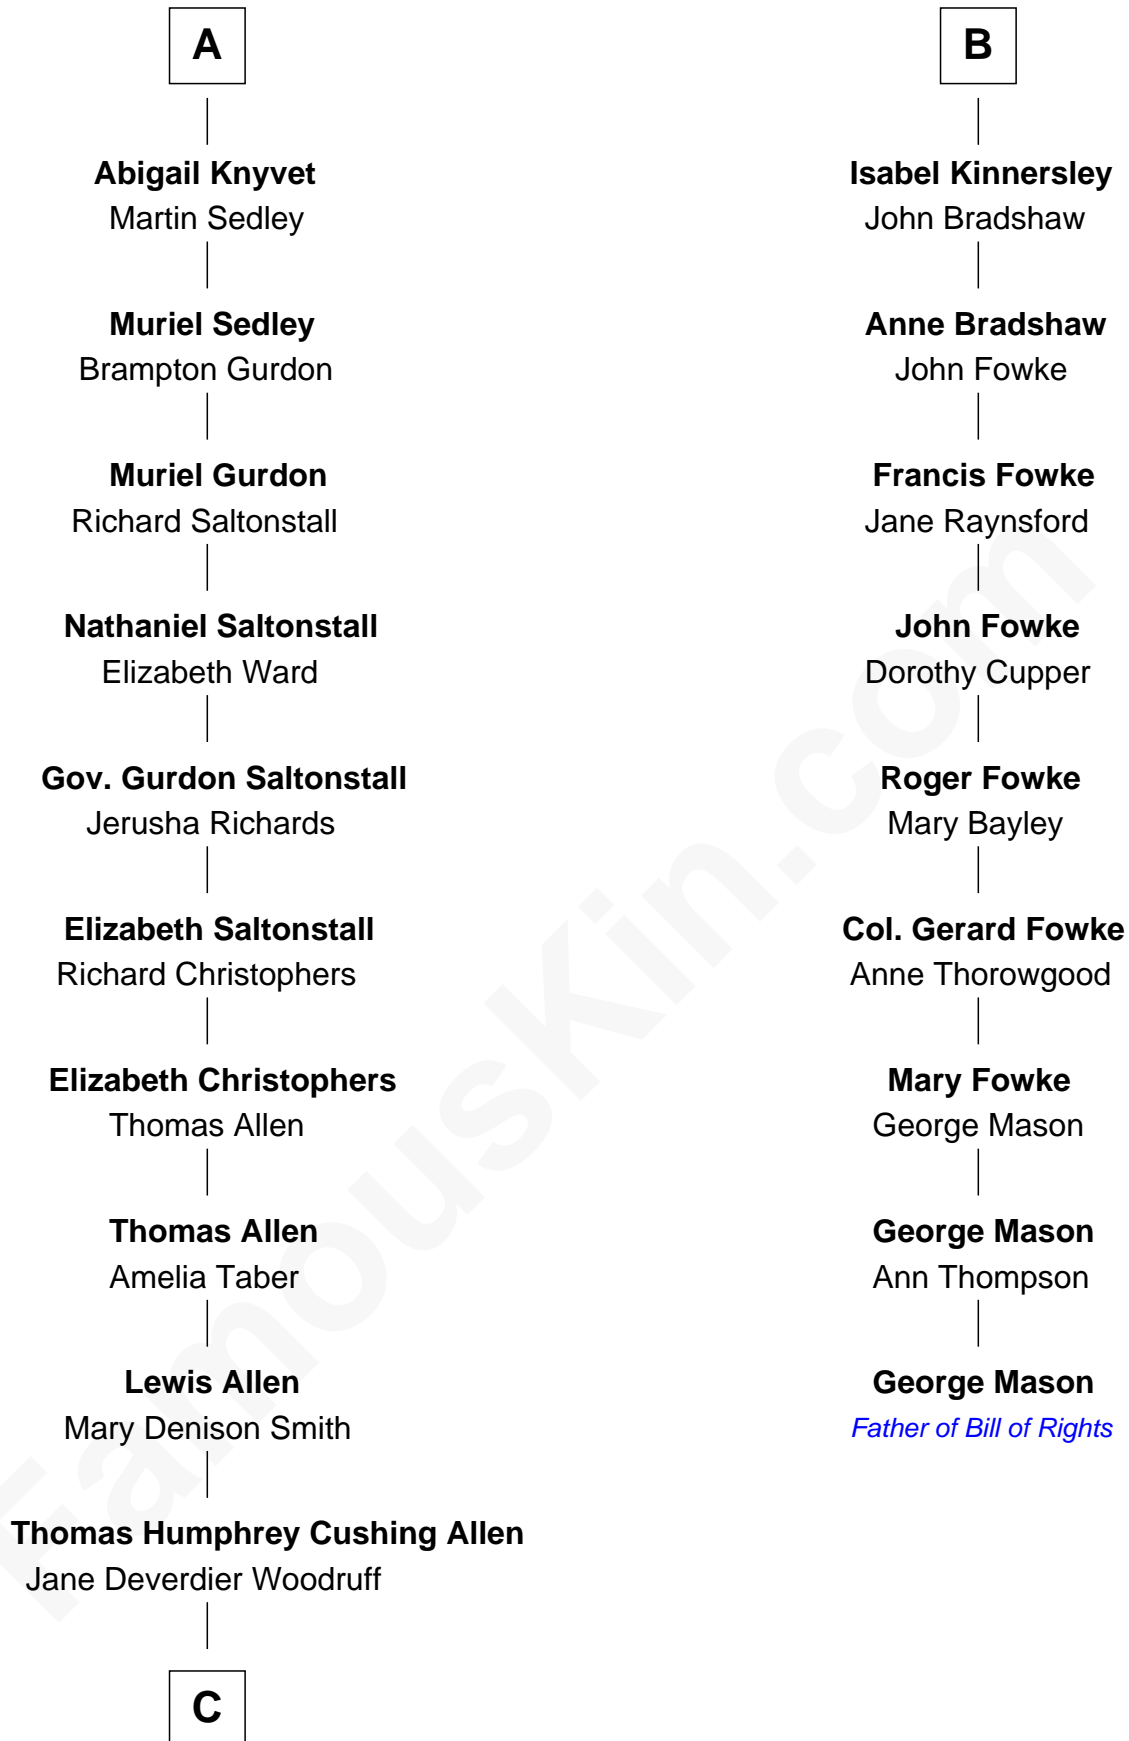 A
Abigail Knyvet
Martin Sedley
Muriel Sedley
Brampton Gurdon
Muriel Gurdon
Richard Saltonstall
Nathaniel Saltonstall
Elizabeth Ward
Gov. Gurdon Saltonstall
Jerusha Richards
Elizabeth Saltonstall
Richard Christophers
Elizabeth Christophers
Thomas Allen
Thomas Allen
Amelia Taber
Lewis Allen
Mary Denison Smith
Thomas Humphrey Cushing Allen
Jane Deverdier Woodruff
C
B
Isabel Kinnersley
John Bradshaw
Anne Bradshaw
John Fowke
Francis Fowke
Jane Raynsford
John Fowke
Dorothy Cupper
Roger Fowke
Mary Bayley
Col. Gerard Fowke
Anne Thorowgood
Mary Fowke
George Mason
George Mason
Ann Thompson
George Mason
Father of Bill of Rights
FamousKin.com